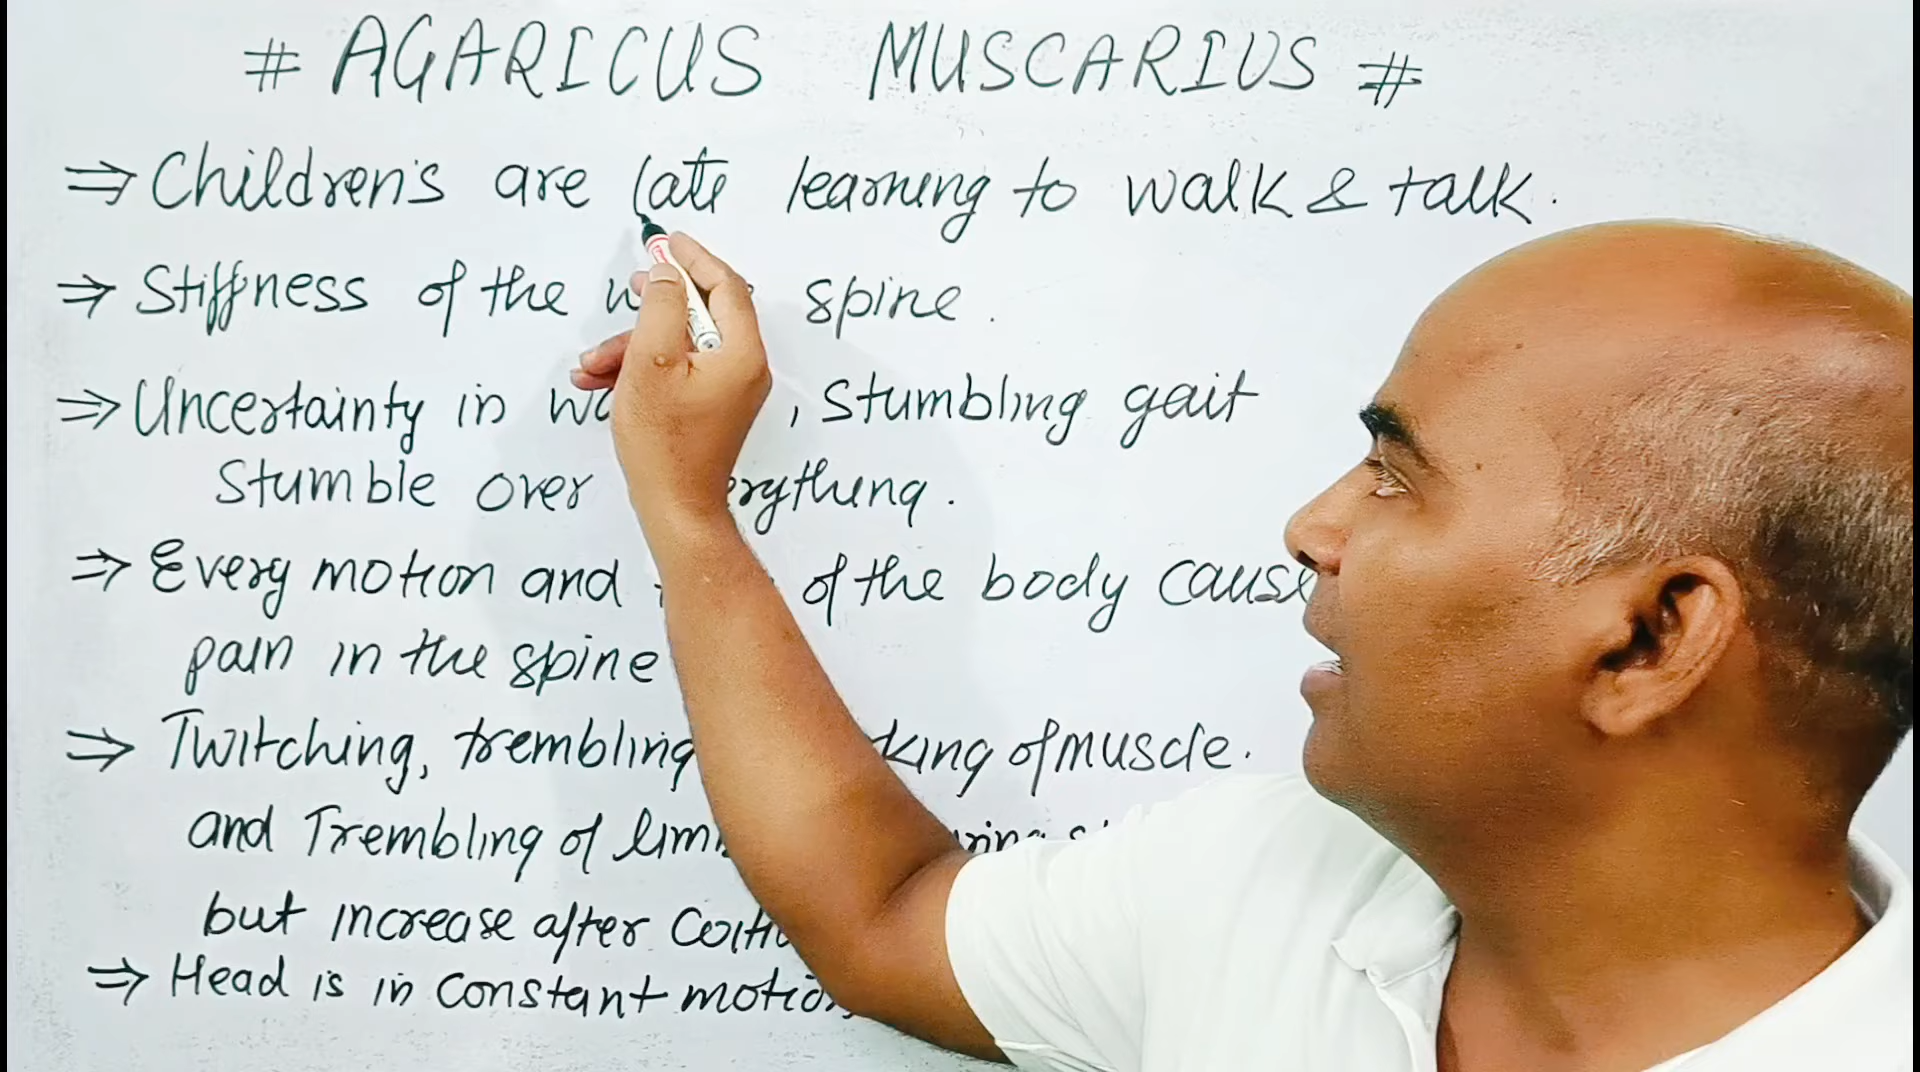 # AGARICUS MUSCARIUS #
⇒ Children's are late learning to walk & talk.
⇒ Stiffness of the spine.
⇒ Uncertainty in , stumbling gait
Stumble over
⇒ Every motion and of the body cause
pain in the spine
⇒ Twitching, trembling of muscle.
and Trembling of
but increase after
⇒ Head is in constant motion